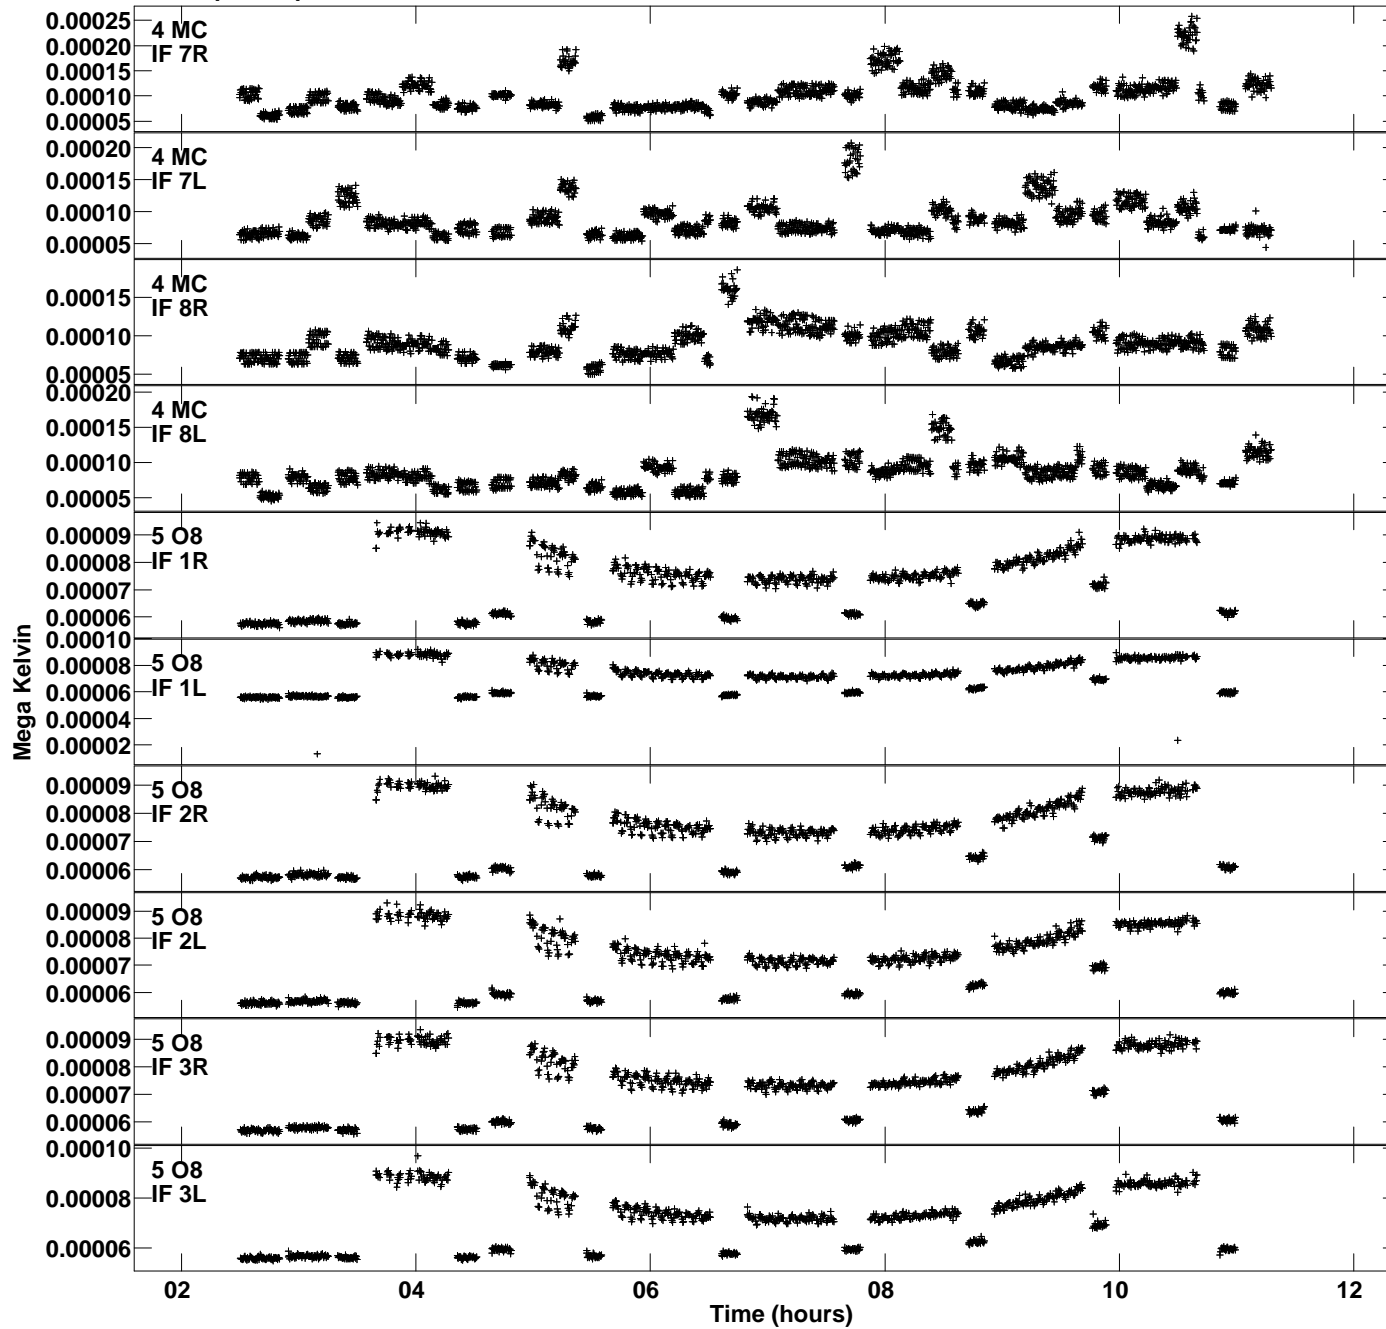 0.00025
0.00020
0.00015
0.00010
0.00005
4 MC
IF 7R
0.00020
0.00015
0.00010
0.00005
4 MC
IF 7L
0.00015
0.00010
0.00005
4 MC
IF 8R
0.00020
0.00015
0.00010
0.00005
4 MC
IF 8L
0.00009
0.00008
0.00007
0.00006
5 O8
IF 1R
0.00010
0.00008
0.00006
0.00004
0.00002
5 O8
IF 1L
0.00009
0.00008
0.00007
0.00006
5 O8
IF 2R
0.00009
0.00008
0.00007
0.00006
5 O8
IF 2L
0.00009
0.00008
0.00007
0.00006
5 O8
IF 3R
0.00010
0.00008
0.00006
5 O8
IF 3L
Mega Kelvin
02 04 06 08 10 12
Time (hours)